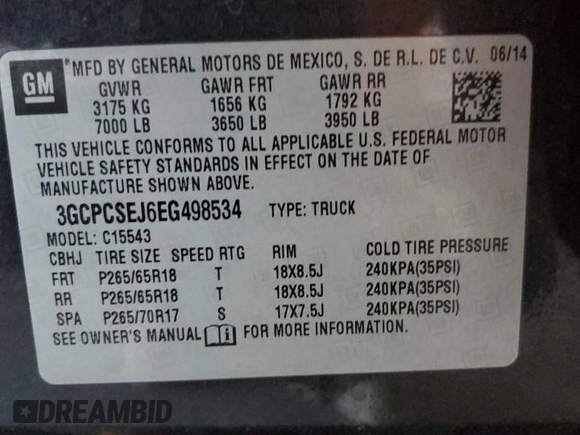 GM
*MFD BY GENERAL MOTORS DE MEXICO, S. DE R.L. DE C.V. 06/14
GVWR GAWR FRT GAWR RR
3175 KG 1656 KG 1792 KG
7000 LB 3650 LB 3950 LB
THIS VEHICLE CONFORMS TO ALL APPLICABLE U.S. FEDERAL MOTOR
VEHICLE SAFETY STANDARDS IN EFFECT ON THE DATE OF
MANUFACTURE SHOWN ABOVE.
3GCPCSEJ6EG498534 TYPE: TRUCK
MODEL: C15543
CBHJ TIRE SIZE SPEED RTG RIM COLD TIRE PRESSURE
FRT P265/65R18 T 18X8.5J 240KPA(35PSI)
RR P265/65R18 T 18X8.5J 240KPA(35PSI)
SPA P265/70R17 S 17X7.5J 240KPA(35PSI)
SEE OWNER'S MANUAL FOR MORE INFORMATION.
DREAMBID